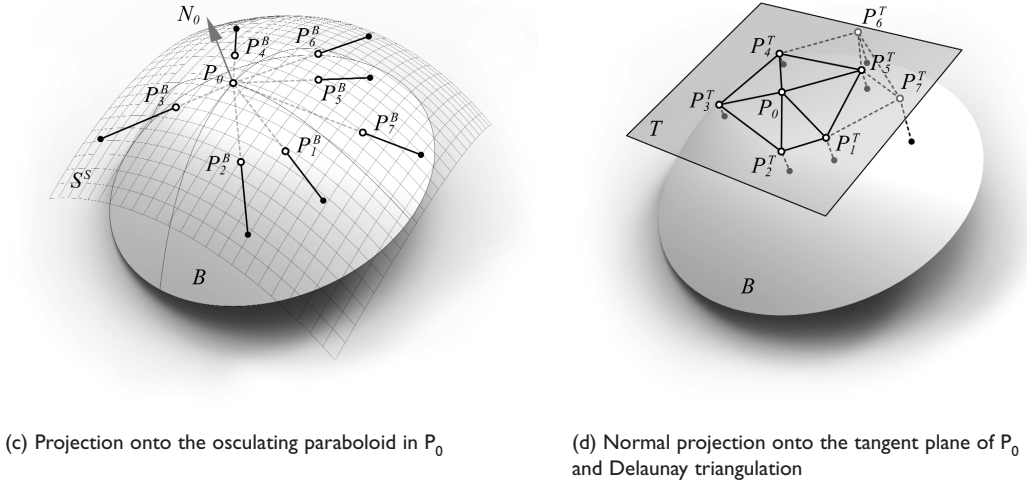 N₀
P₄ᴮ
P₆ᴮ
P₀
P₅ᴮ
P₃ᴮ
P₇ᴮ
P₁ᴮ
P₂ᴮ
Sˢ
B
(c) Projection onto the osculating paraboloid in P₀
P₆ᵀ
P₄ᵀ
P₅ᵀ
P₇ᵀ
P₃ᵀ
P₀
T
P₁ᵀ
P₂ᵀ
B
(d) Normal projection onto the tangent plane of P₀
and Delaunay triangulation